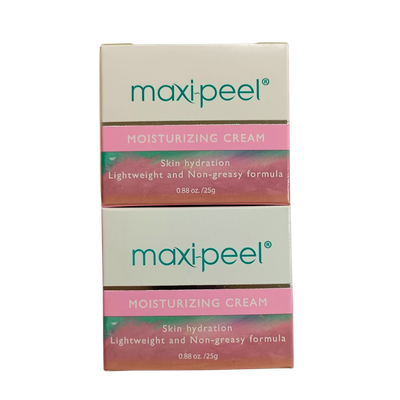 maxi-peel®
MOISTURIZING CREAM
Skin hydration
Lightweight and Non-greasy formula
0.88 oz. /25g
maxi-peel®
MOISTURIZING CREAM
Skin hydration
Lightweight and Non-greasy formula
0.88 oz. /25g